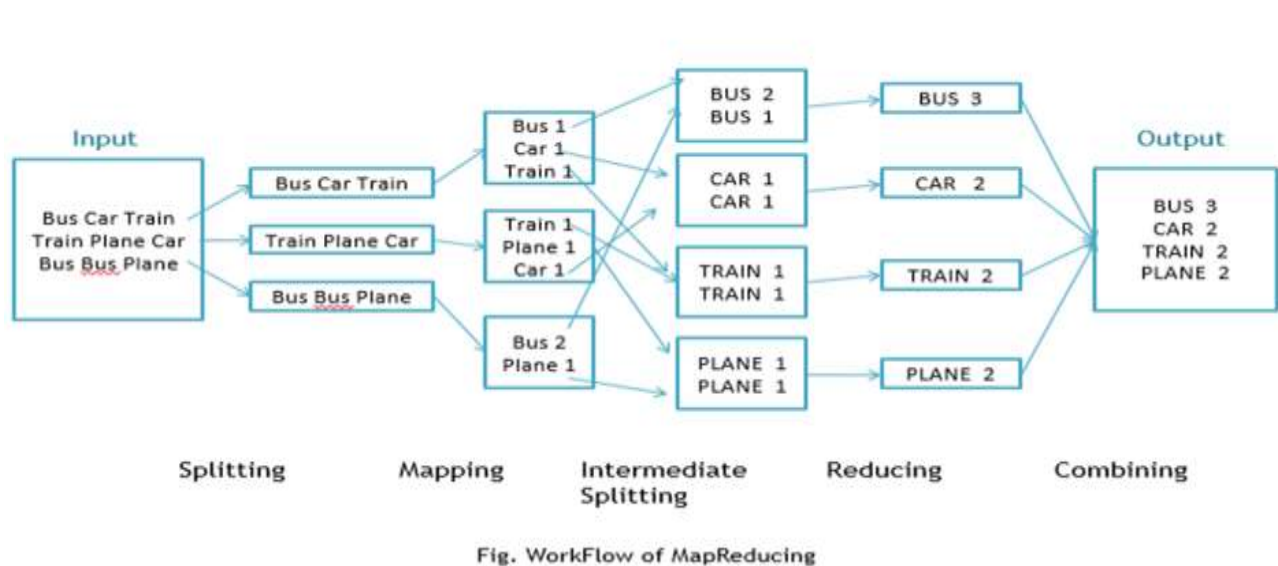 Input
Bus Car Train
Train Plane Car
Bus Bus Plane
Bus Car Train
Train Plane Car
Bus Bus Plane
Bus 1
Car 1
Train 1
Train 1
Plane 1
Car 1
Bus 2
Plane 1
BUS 2
BUS 1
CAR 1
CAR 1
TRAIN 1
TRAIN 1
PLANE 1
PLANE 1
BUS 3
CAR 2
TRAIN 2
PLANE 2
Output
BUS 3
CAR 2
TRAIN 2
PLANE 2
Splitting
Mapping
Intermediate
Splitting
Reducing
Combining
Fig. WorkFlow of MapReducing